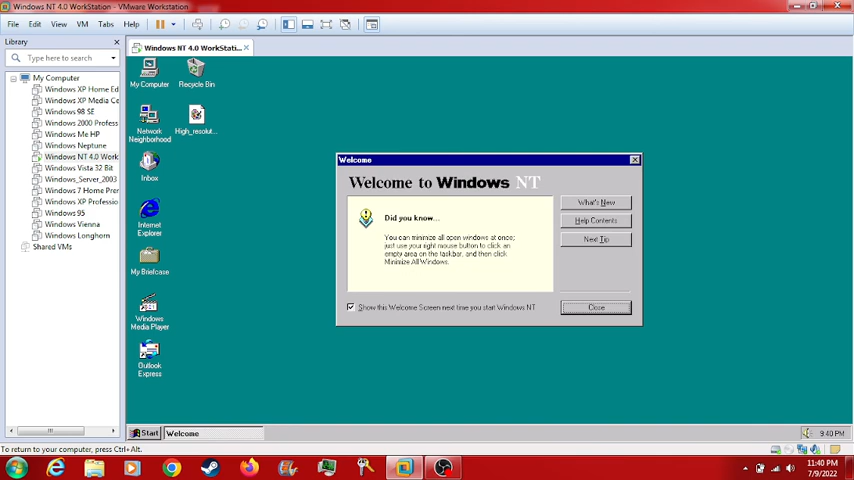 Windows NT 4.0 WorkStation - VMware Workstation
File Edit View VM Tabs Help
Library
Type here to search
My Computer
Windows XP Home Ed
Windows XP Media Ce
Windows 98 SE
Windows 2000 Profess
Windows Me HP
Windows Neptune
Windows NT 4.0 Work
Windows Vista 32 Bit
Windows_Server_2003
Windows 7 Home Prer
Windows XP Professio
Windows 95
Windows Vienna
Windows Longhorn
Shared VMs
Windows NT 4.0 WorkStati...
My Computer
Recycle Bin
Network Neighborhood
High_resolut...
Inbox
Internet Explorer
My Briefcase
Windows Media Player
Outlook Express
Welcome
Welcome to Windows NT
Did you know...
You can minimize all open windows at once;
just use your right mouse button to click an
empty area on the taskbar, and then click
Minimize All Windows.
What's New
Help Contents
Next Tip
Show this Welcome Screen next time you start Windows NT
Close
Start
Welcome
9:40 PM
To return to your computer, press Ctrl+Alt.
11:40 PM
7/9/2022